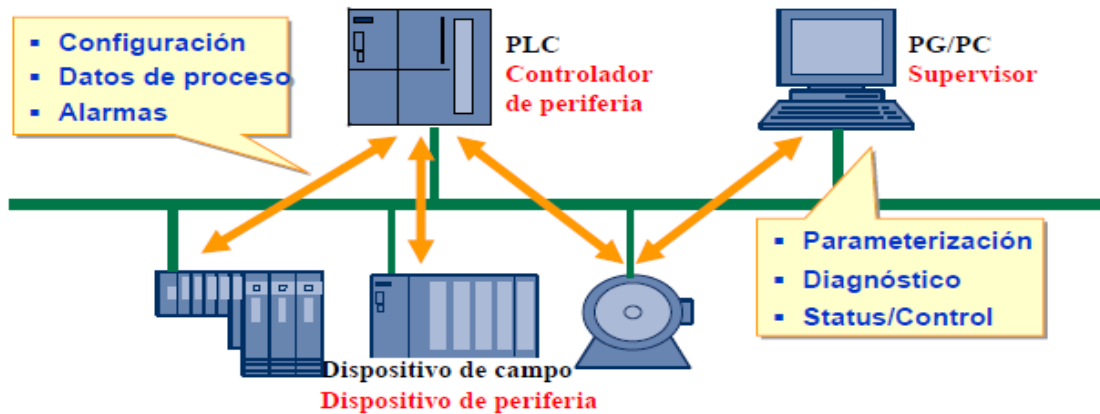 ▪ Configuración
▪ Datos de proceso
▪ Alarmas
PLC
Controlador
de periferia
PG/PC
Supervisor
▪ Parameterización
▪ Diagnóstico
▪ Status/Control
Dispositivo de campo
Dispositivo de periferia